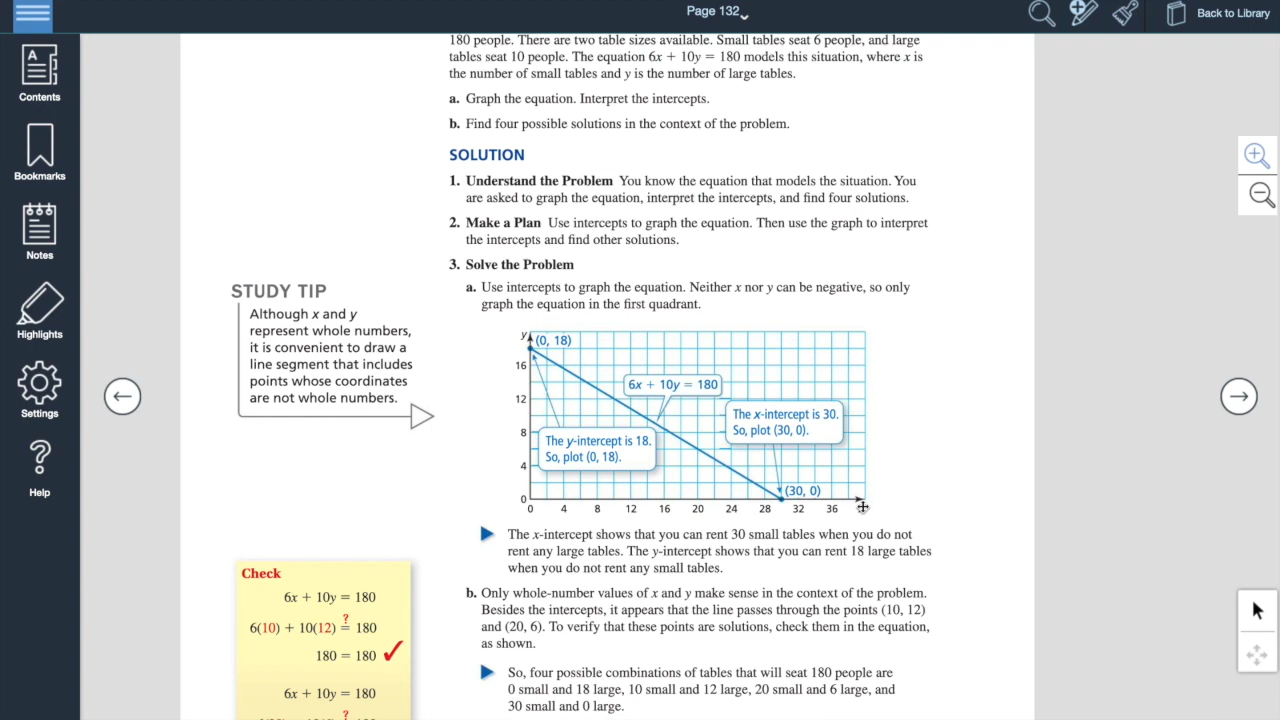 Page 132
Back to Library
Contents
Bookmarks
Notes
Highlights
Settings
Help
180 people. There are two table sizes available. Small tables seat 6 people, and large
tables seat 10 people. The equation 6x + 10y = 180 models this situation, where x is
the number of small tables and y is the number of large tables.
a. Graph the equation. Interpret the intercepts.
b. Find four possible solutions in the context of the problem.
SOLUTION
1. Understand the Problem You know the equation that models the situation. You
are asked to graph the equation, interpret the intercepts, and find four solutions.
2. Make a Plan Use intercepts to graph the equation. Then use the graph to interpret
the intercepts and find other solutions.
3. Solve the Problem
a. Use intercepts to graph the equation. Neither x nor y can be negative, so only
graph the equation in the first quadrant.
STUDY TIP
Although x and y
represent whole numbers,
it is convenient to draw a
line segment that includes
points whose coordinates
are not whole numbers.
y
(0, 18)
16
12
8
4
0
6x + 10y = 180
The x-intercept is 30.
So, plot (30, 0).
The y-intercept is 18.
So, plot (0, 18).
(30, 0)
0 4 8 12 16 20 24 28 32 36
The x-intercept shows that you can rent 30 small tables when you do not
rent any large tables. The y-intercept shows that you can rent 18 large tables
when you do not rent any small tables.
b. Only whole-number values of x and y make sense in the context of the problem.
Besides the intercepts, it appears that the line passes through the points (10, 12)
and (20, 6). To verify that these points are solutions, check them in the equation,
as shown.
So, four possible combinations of tables that will seat 180 people are
0 small and 18 large, 10 small and 12 large, 20 small and 6 large, and
30 small and 0 large.
Check
6x + 10y = 180
6(10) + 10(12) ≟ 180
180 = 180 ✓
6x + 10y = 180